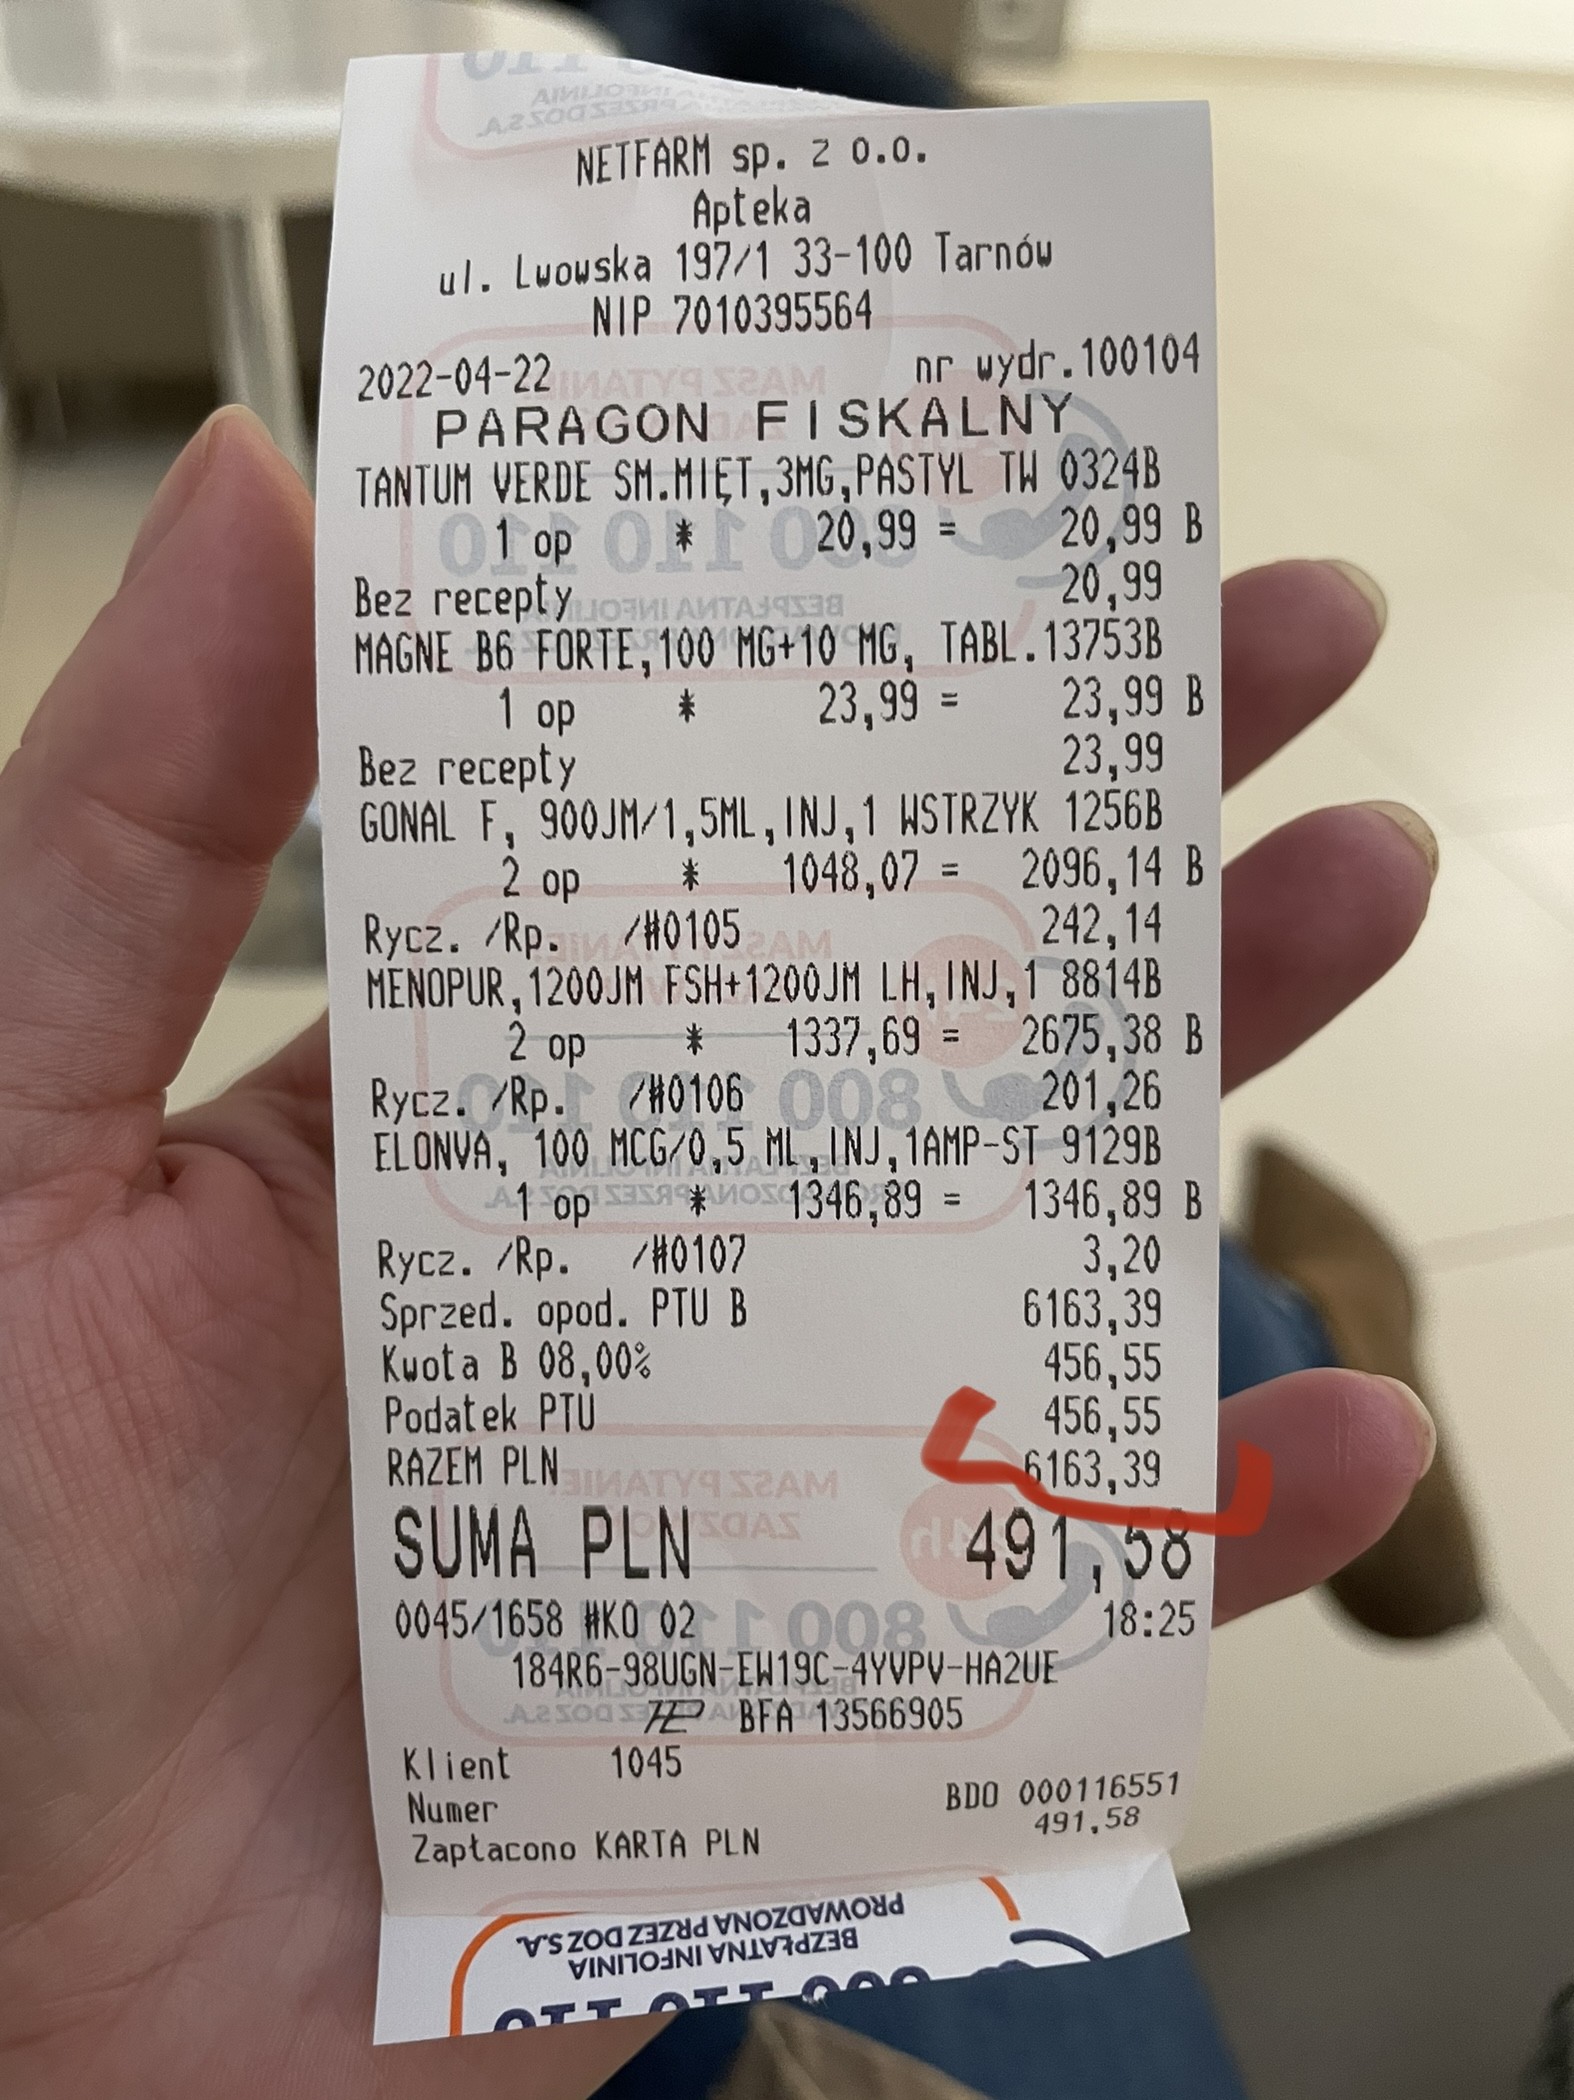 NETFARM sp. z o.o.
Apteka
ul. Lwowska 197/1 33-100 Tarnów
NIP 7010395564
2022-04-22 nr wydr.100104
PARAGON FISKALNY
TANTUM VERDE SM.MIĘT,3MG,PASTYL TW 0324B
1 op * 20,99 = 20,99 B
Bez recepty 20,99
MAGNE B6 FORTE,100 MG+10 MG, TABL.13753B
1 op * 23,99 = 23,99 B
Bez recepty 23,99
GONAL F, 900JM/1,5ML,INJ,1 WSTRZYK 1256B
2 op * 1048,07 = 2096,14 B
Rycz. /Rp. /#0105 242,14
MENOPUR,1200JM FSH+1200JM LH,INJ,1 8814B
2 op * 1337,69 = 2675,38 B
Rycz. /Rp. /#0106 201,26
ELONVA, 100 MCG/0,5 ML,INJ,1AMP-ST 9129B
1 op * 1346,89 = 1346,89 B
Rycz. /Rp. /#0107 3,20
Sprzed. opod. PTU B 6163,39
Kwota B 08,00% 456,55
Podatek PTU 456,55
RAZEM PLN 6163,39
SUMA PLN 491,58
0045/1658 #KO 02 18:25
184R6-98UGN-EW19C-4YVPV-HA2UE
BFA 13566905
Klient 1045
Numer BDO 000116551
Zapłacono KARTA PLN 491,58
PROWADZONA PRZEZ DOZ S.A.
BEZPŁATNA INFOLINIA